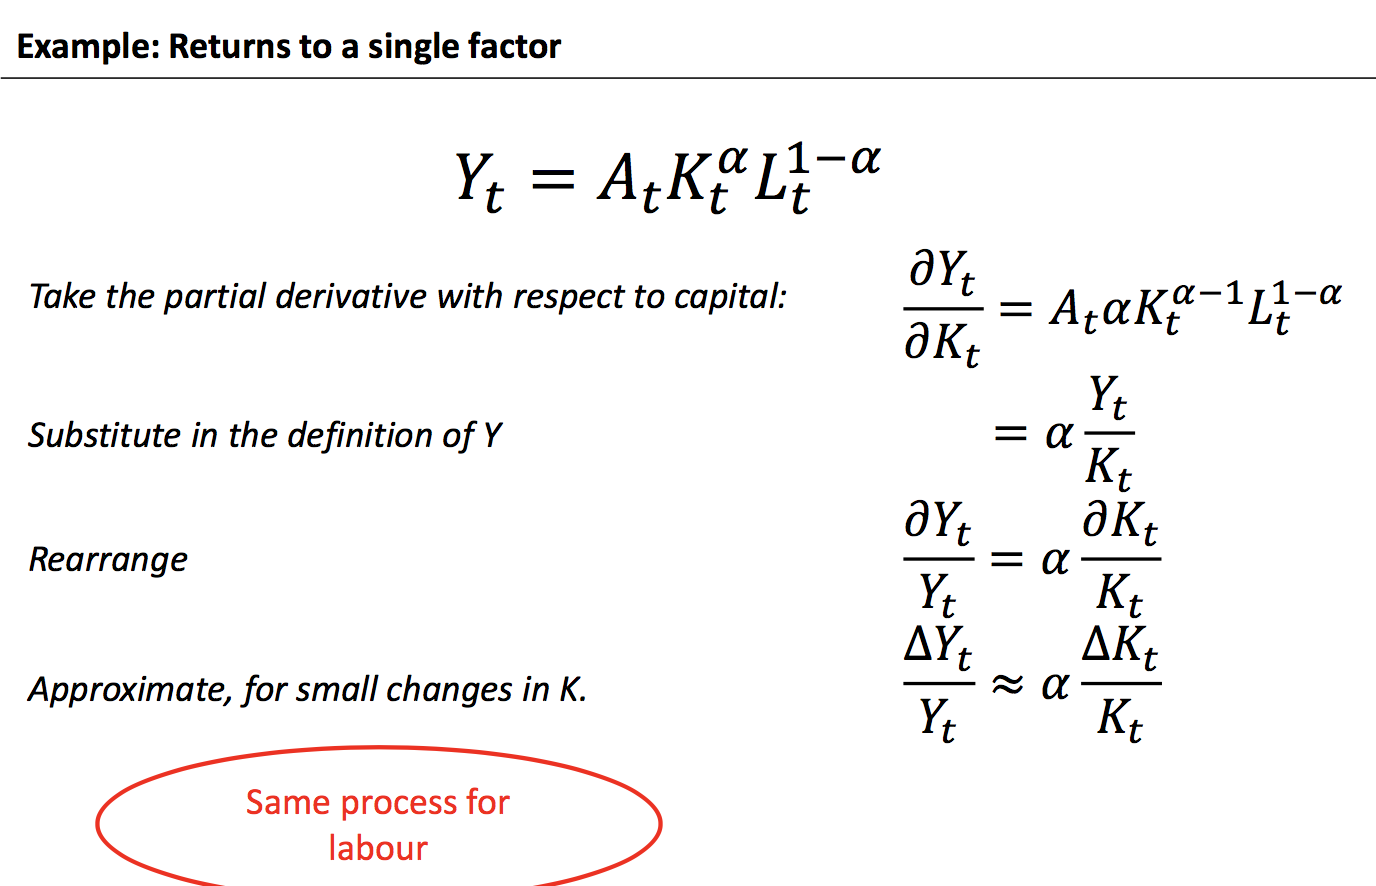 Example: Returns to a single factor
Y_t = A_t K_t^α L_t^{1−α}
Take the partial derivative with respect to capital: ∂Y_t/∂K_t = A_t α K_t^{α−1} L_t^{1−α}
Substitute in the definition of Y = α Y_t/K_t
Rearrange ∂Y_t/Y_t = α ∂K_t/K_t
Approximate, for small changes in K. ΔY_t/Y_t ≈ α ΔK_t/K_t
Same process for
labour